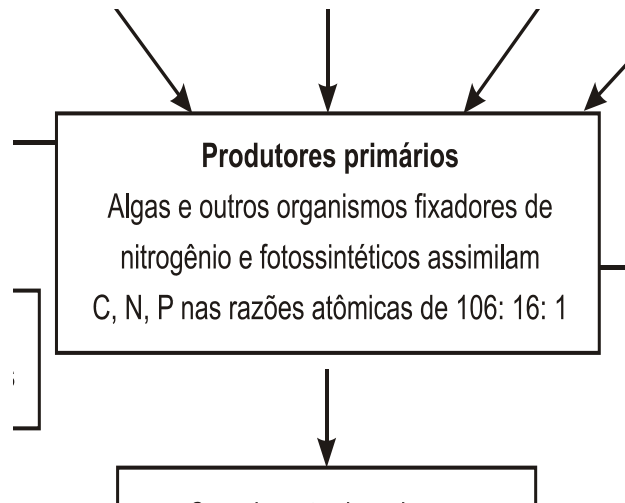 Produtores primários
Algas e outros organismos fixadores de
nitrogênio e fotossintéticos assimilam
C, N, P nas razões atômicas de 106: 16: 1